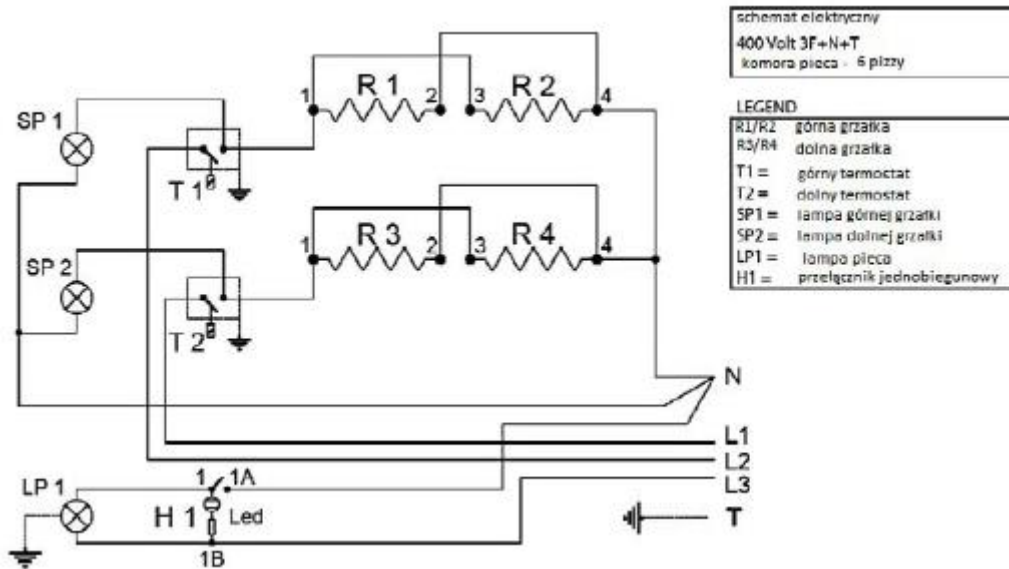 schemat elektryczny
400 Volt 3F+N+T
komora pieca - 6 pizzy
LEGEND
R1/R2 górna grzałka
R3/R4 dolna grzałka
T1 = górny termostat
T2 = dolny termostat
SP1 = lampa górnej grzałki
SP2 = lampa dolnej grzałki
LP1 = lampa pieca
H1 = przełącznik jednobiegunowy
SP 1
T 1
1 R 1 2 3 R 2 4
SP 2
T 2
1 R 3 2 3 R 4 4
N
L1
L2
L3
T
LP 1
1 1A
H 1 Led
1B